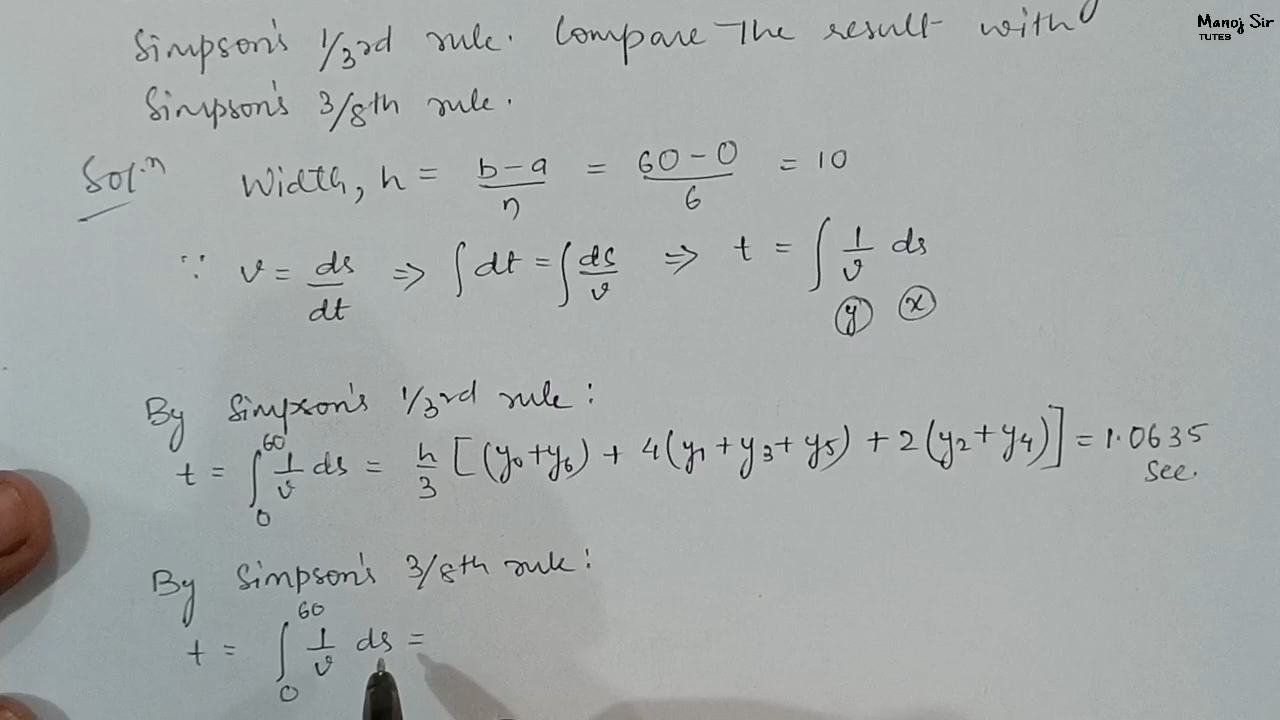 Manoj Sir
TUTES
Simpson's 1/3rd rule. Compare the result with
Simpson's 3/8th rule.
Solⁿ Width, h = (b-a)/n = (60-0)/6 = 10
∵ v = ds/dt ⇒ ∫dt = ∫ds/v ⇒ t = ∫ 1/v ds
y x
By Simpson's 1/3rd rule:
t = ∫₀⁶⁰ 1/v ds = h/3 [(y₀+y₆) + 4(y₁+y₃+y₅) + 2(y₂+y₄)] = 1.0635
sec.
By Simpson's 3/8th rule:
t = ∫₀⁶⁰ 1/v ds =